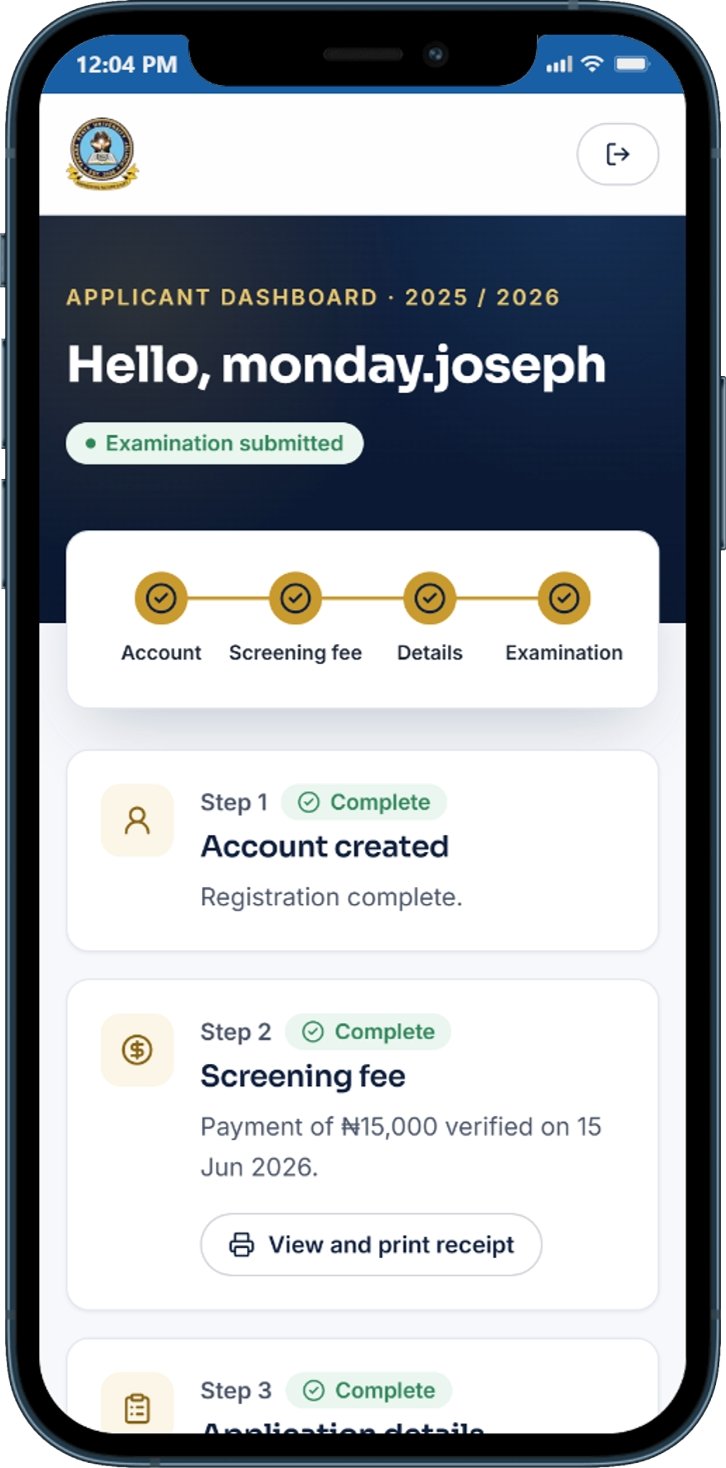 12:04 PM
APPLICANT DASHBOARD · 2025 / 2026
Hello, monday.joseph
Examination submitted
Account Screening fee Details Examination
Step 1 Complete
Account created
Registration complete.
Step 2 Complete
Screening fee
Payment of ₦15,000 verified on 15
Jun 2026.
View and print receipt
Step 3 Complete
Application details